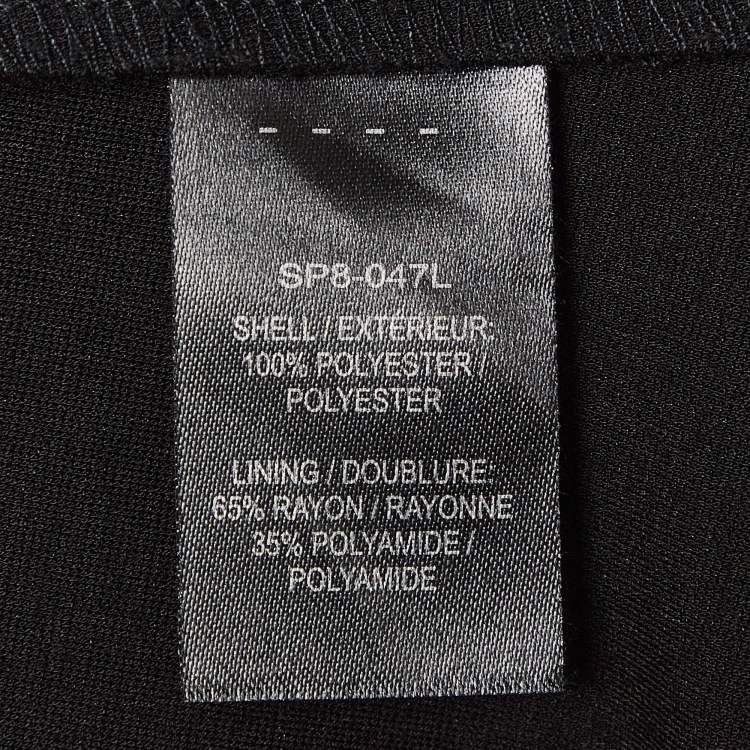 - - - -
SP8-047L
SHELL / EXTÉRIEUR:
100% POLYESTER /
POLYESTER
LINING / DOUBLURE:
65% RAYON / RAYONNE
35% POLYAMIDE /
POLYAMIDE